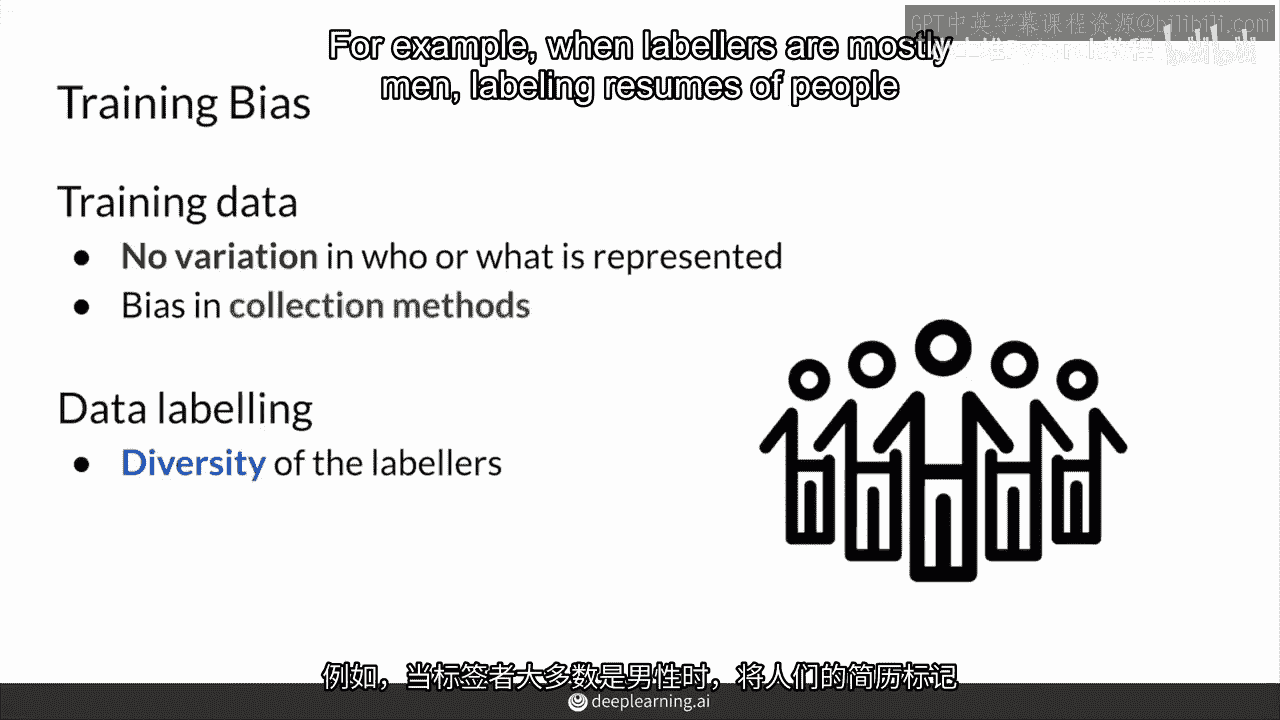 GPT中英字幕课程资源@bilibili.com
For example, when labellers are mostly
men, labeling resumes of people
Training Bias
Training data
● No variation in who or what is represented
● Bias in collection methods
Data labelling
● Diversity of the labellers
例如，当标签者大多数是男性时，将人们的简历标记
deeplearning.ai